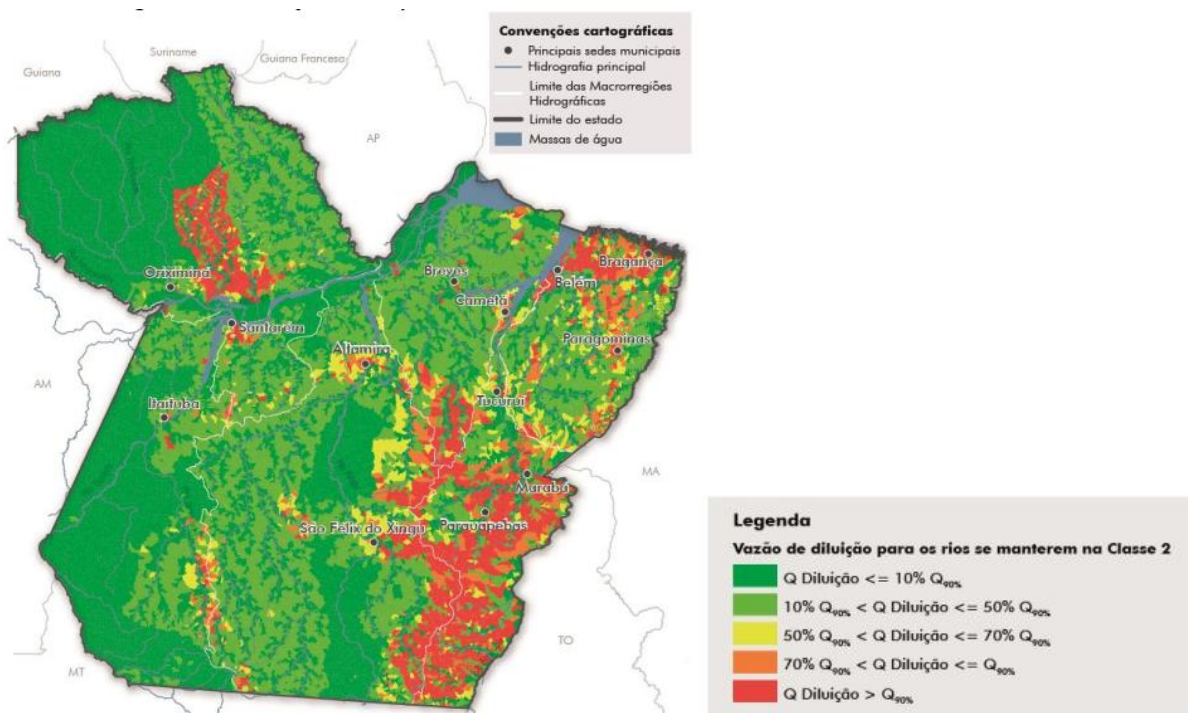 Convenções cartográficas
Principais sedes municipais
Hidrografia principal
Limite das Macrorregiões
Hidrográficas
Limite do estado
Massas de água
Suriname
Guiana Francesa
Guiana
AP
Oriximiná
Breves
Belém
Bragança
Cametá
Santarém
Altamira
Paragominas
AM
Itaituba
Tucuruí
MA
Marabá
Parauapebas
São Félix do Xingu
TO
MT
Legenda
Vazão de diluição para os rios se manterem na Classe 2
Q Diluição <= 10% Q90%
10% Q90% < Q Diluição <= 50% Q90%
50% Q90% < Q Diluição <= 70% Q90%
70% Q90% < Q Diluição <= Q90%
Q Diluição > Q90%